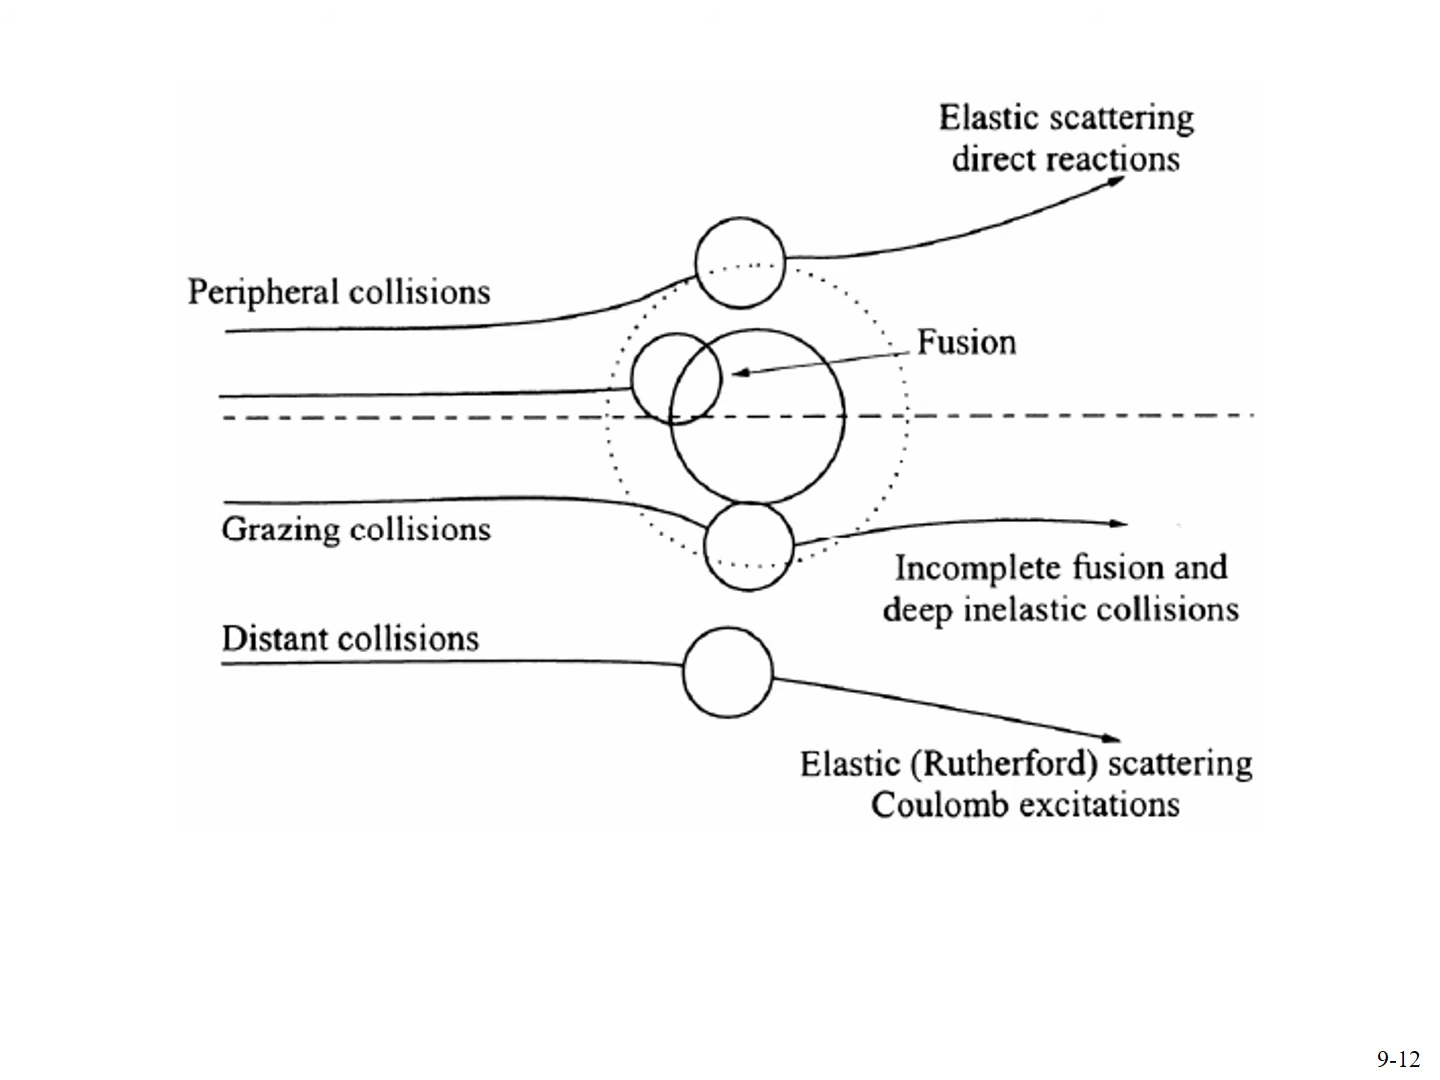 Elastic scattering
direct reactions
Peripheral collisions
Fusion
Grazing collisions
Incomplete fusion and
deep inelastic collisions
Distant collisions
Elastic (Rutherford) scattering
Coulomb excitations
9-12